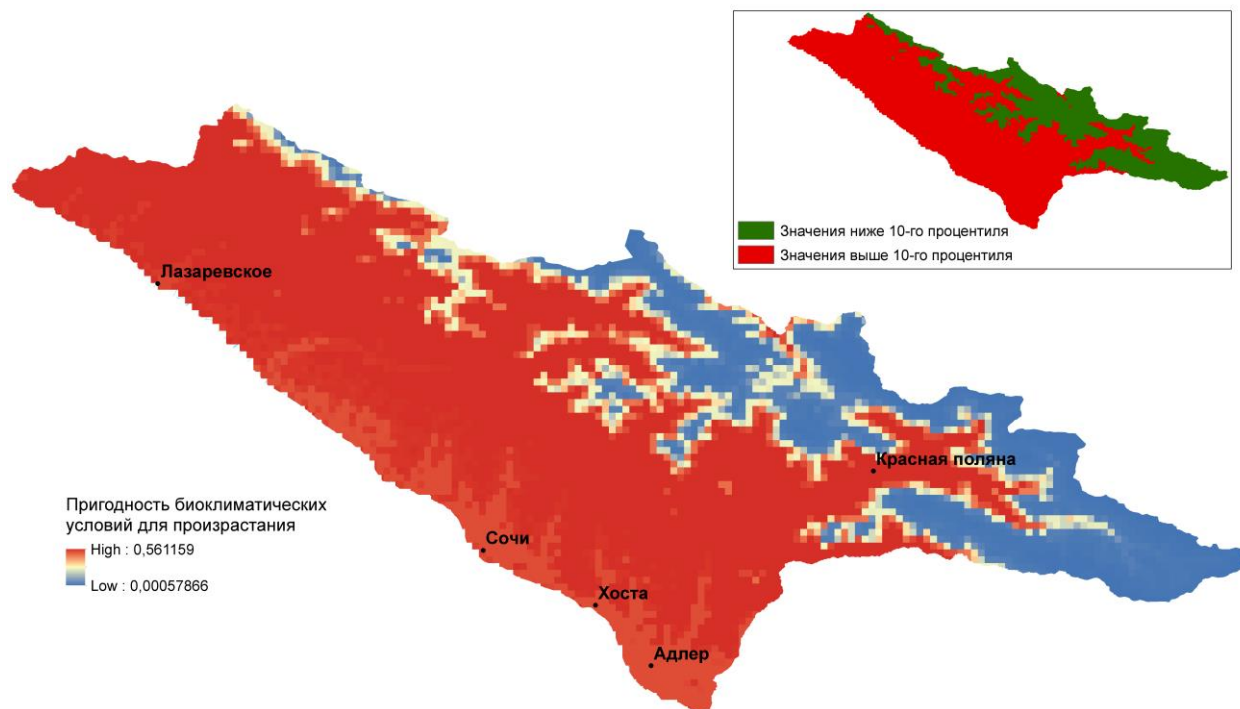 Значения ниже 10-го процентиля
Значения выше 10-го процентиля
Лазаревское
Красная поляна
Пригодность биоклиматических
условий для произрастания
High : 0,561159
Low : 0,00057866
Сочи
Хоста
Адлер